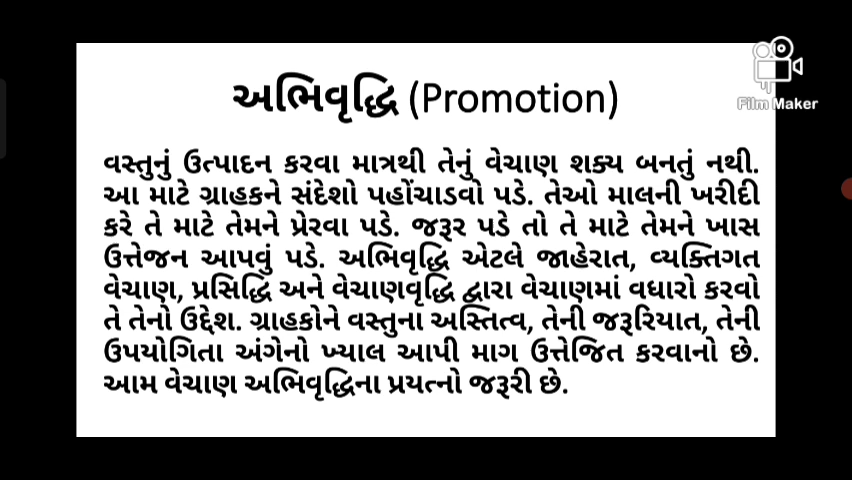 અભિવૃદ્ધિ (Promotion)
Film Maker
વસ્તુનું ઉત્પાદન કરવા માત્રથી તેનું વેચાણ શક્ય બનતું નથી.
આ માટે ગ્રાહકને સંદેશો પહોંચાડવો પડે. તેઓ માલની ખરીદી
કરે તે માટે તેમને પ્રેરવા પડે. જરૂર પડે તો તે માટે તેમને ખાસ
ઉત્તેજન આપવું પડે. અભિવૃદ્ધિ એટલે જાહેરાત, વ્યક્તિગત
વેચાણ, પ્રસિદ્ધિ અને વેચાણવૃદ્ધિ દ્વારા વેચાણમાં વધારો કરવો
તે તેનો ઉદ્દેશ. ગ્રાહકોને વસ્તુના અસ્તિત્વ, તેની જરૂરિયાત, તેની
ઉપયોગિતા અંગેનો ખ્યાલ આપી માગ ઉત્તેજિત કરવાનો છે.
આમ વેચાણ અભિવૃદ્ધિના પ્રયત્નો જરૂરી છે.